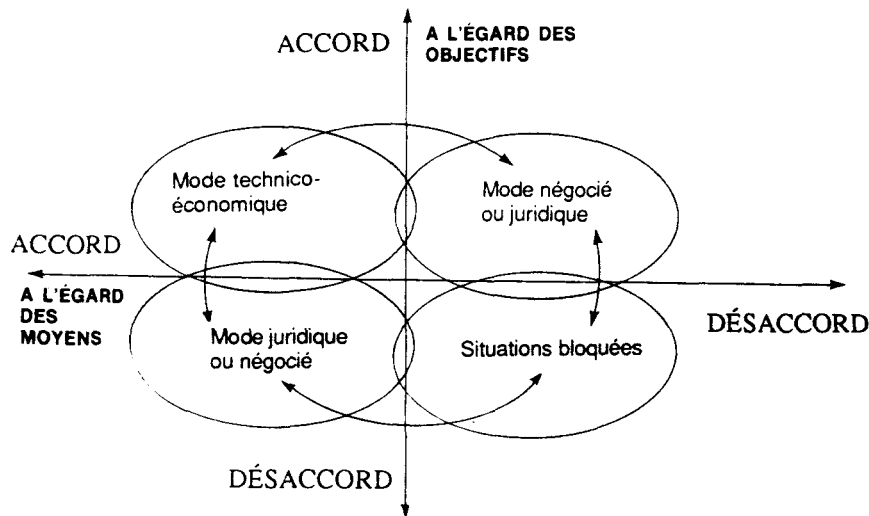 ACCORD
A L'ÉGARD DES
OBJECTIFS
Mode technico-
économique
Mode négocié
ou juridique
ACCORD
A L'ÉGARD
DES
MOYENS
DÉSACCORD
Mode juridique
ou négocié
Situations bloquées
DÉSACCORD